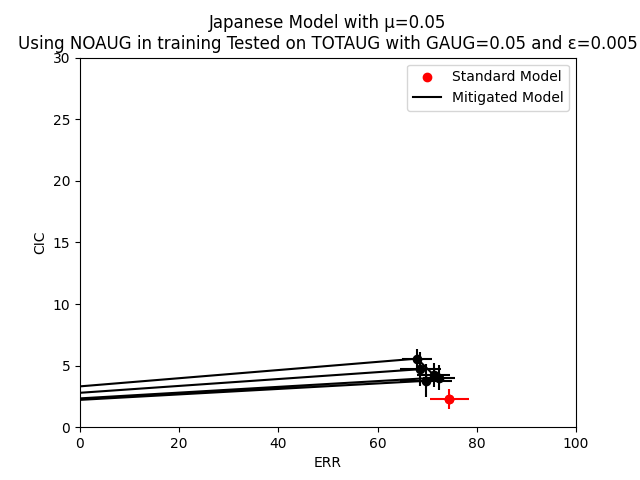 Japanese Model with μ=0.05
Using NOAUG in training Tested on TOTAUG with GAUG=0.05 and ε=0.005
Standard Model
Mitigated Model
30
25
20
15
10
5
0
CIC
0 20 40 60 80 100
ERR